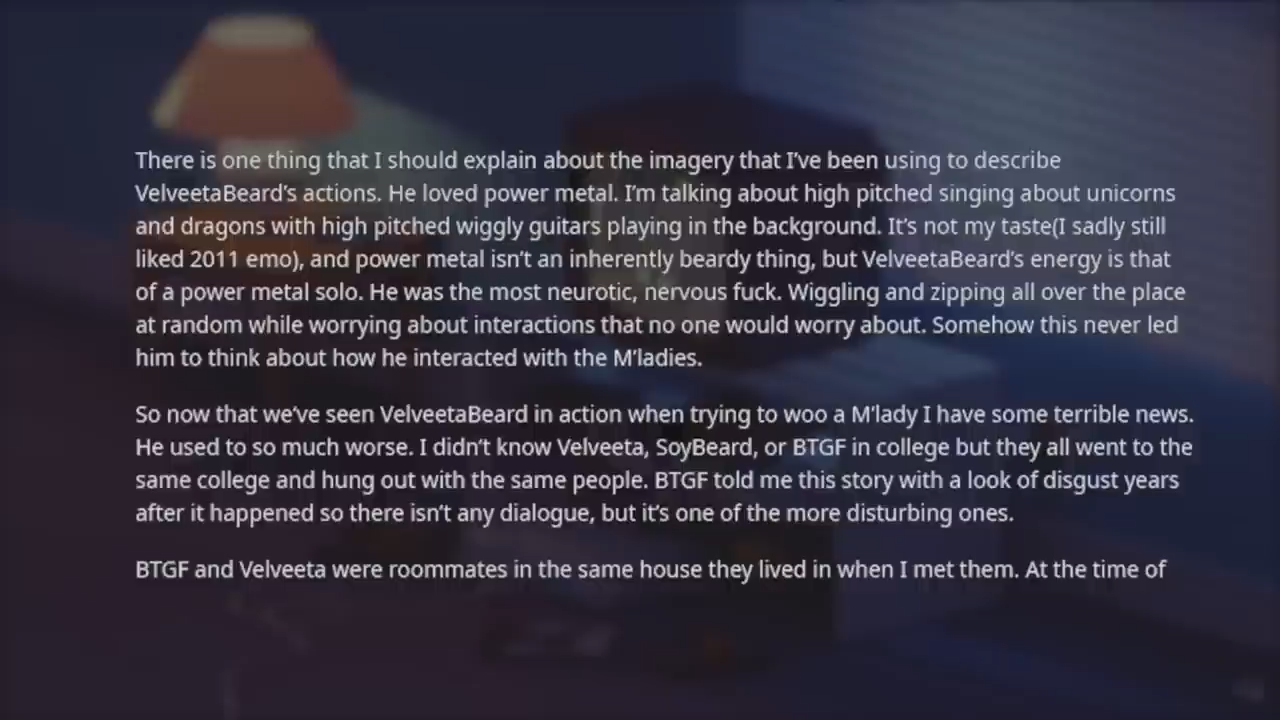 There is one thing that I should explain about the imagery that I've been using to describe
VelveetaBeard's actions. He loved power metal. I'm talking about high pitched singing about unicorns
and dragons with high pitched wiggly guitars playing in the background. It's not my taste(I sadly still
liked 2011 emo), and power metal isn't an inherently beardy thing, but VelveetaBeard's energy is that
of a power metal solo. He was the most neurotic, nervous fuck. Wiggling and zipping all over the place
at random while worrying about interactions that no one would worry about. Somehow this never led
him to think about how he interacted with the M'ladies.
So now that we've seen VelveetaBeard in action when trying to woo a M'lady I have some terrible news.
He used to so much worse. I didn't know Velveeta, SoyBeard, or BTGF in college but they all went to the
same college and hung out with the same people. BTGF told me this story with a look of disgust years
after it happened so there isn't any dialogue, but it's one of the more disturbing ones.
BTGF and Velveeta were roommates in the same house they lived in when I met them. At the time of